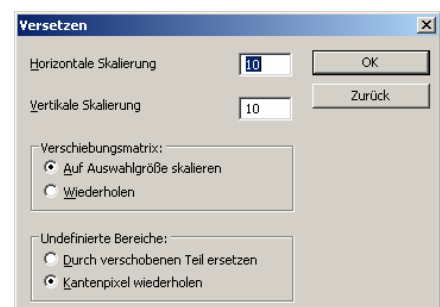 Versetzen
Horizontale Skalierung 10 OK
Vertikale Skalierung 10 Zurück
Verschiebungsmatrix:
Auf Auswahlgröße skalieren
Wiederholen
Undefinierte Bereiche:
Durch verschobenen Teil ersetzen
Kantenpixel wiederholen